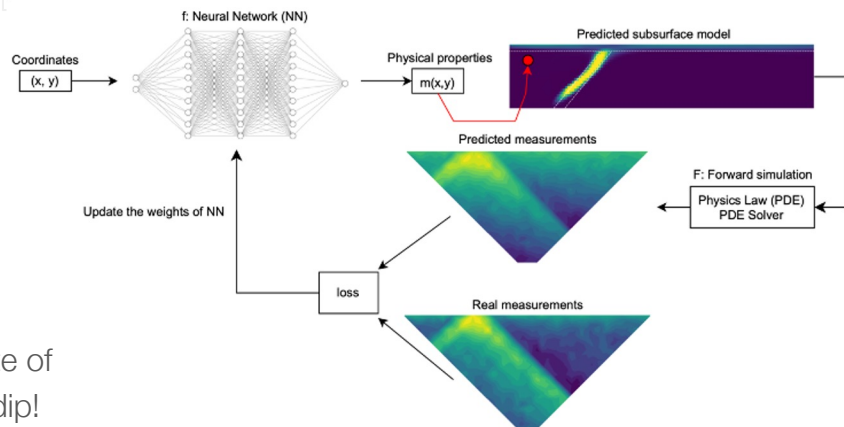 f: Neural Network (NN)
Coordinates
(x, y)
Physical properties
m(x,y)
Predicted subsurface model
Predicted measurements
F: Forward simulation
Physics Law (PDE)
PDE Solver
Update the weights of NN
loss
Real measurements
e of
dip!